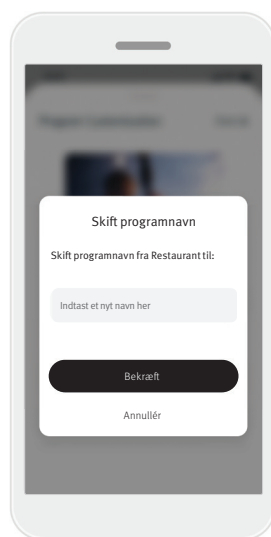 Skift programnavn
Skift programnavn fra Restaurant til:
Indtast et nyt navn her
Bekræft
Annullér